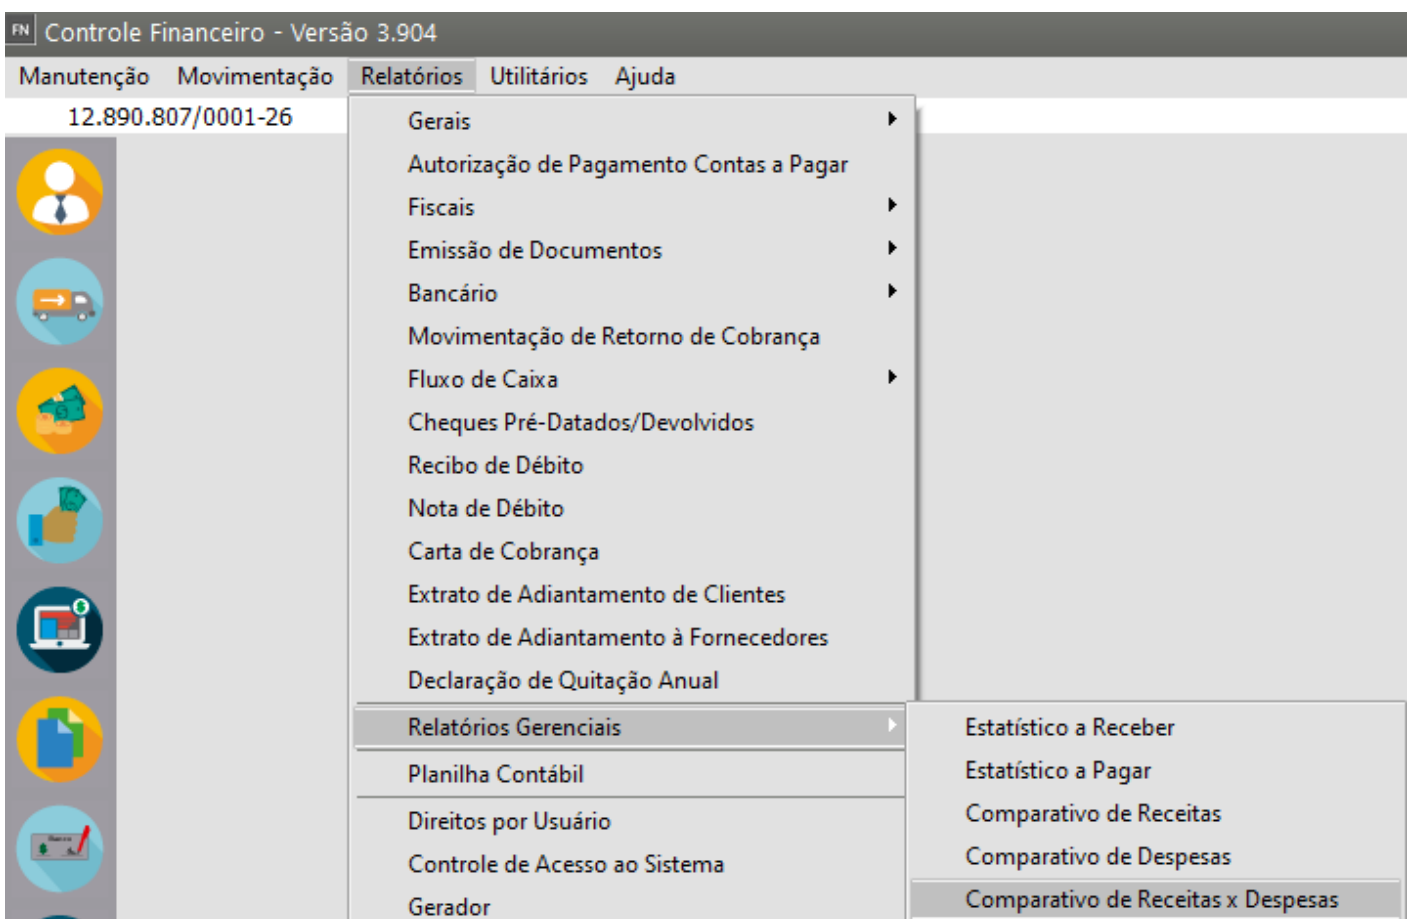 FN Controle Financeiro - Versão 3.904
Manutenção Movimentação Relatórios Utilitários Ajuda
12.890.807/0001-26
Gerais
Autorização de Pagamento Contas a Pagar
Fiscais
Emissão de Documentos
Bancário
Movimentação de Retorno de Cobrança
Fluxo de Caixa
Cheques Pré-Datados/Devolvidos
Recibo de Débito
Nota de Débito
Carta de Cobrança
Extrato de Adiantamento de Clientes
Extrato de Adiantamento à Fornecedores
Declaração de Quitação Anual
Relatórios Gerenciais
Planilha Contábil
Direitos por Usuário
Controle de Acesso ao Sistema
Gerador
Estatístico a Receber
Estatístico a Pagar
Comparativo de Receitas
Comparativo de Despesas
Comparativo de Receitas x Despesas